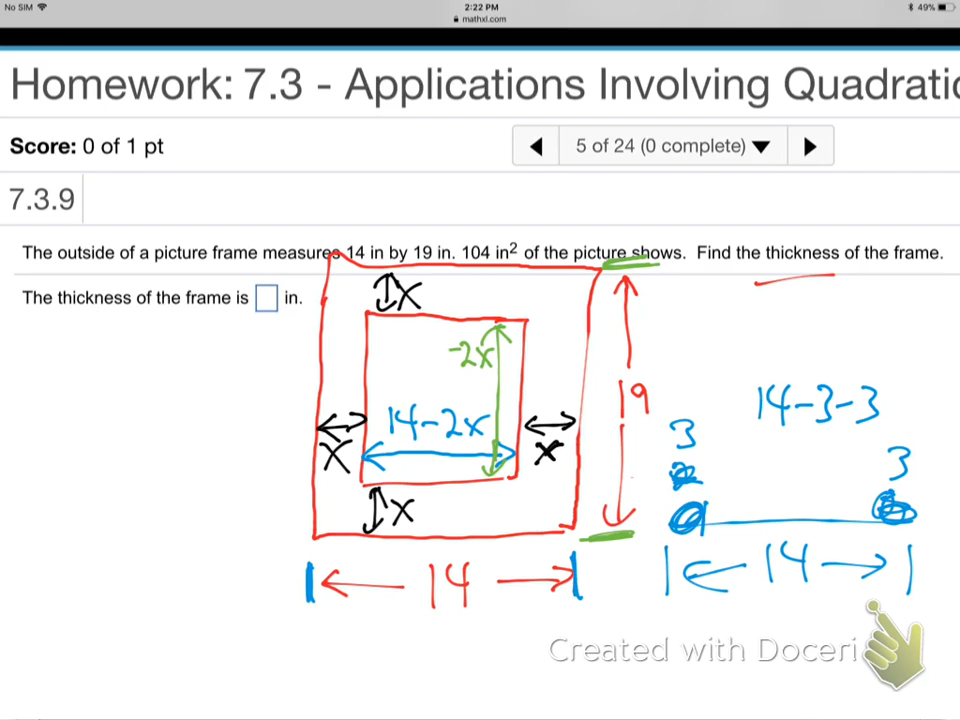 No SIM 2:22 PM 49%
mathxl.com
Homework: 7.3 - Applications Involving Quadratic
Score: 0 of 1 pt 5 of 24 (0 complete)
7.3.9
The outside of a picture frame measures 14 in by 19 in. 104 in² of the picture shows. Find the thickness of the frame.
The thickness of the frame is in.
X
-2x
19
14-3-3
14-2x
3
X
x
3
2
X
14
14
Created with Doceri